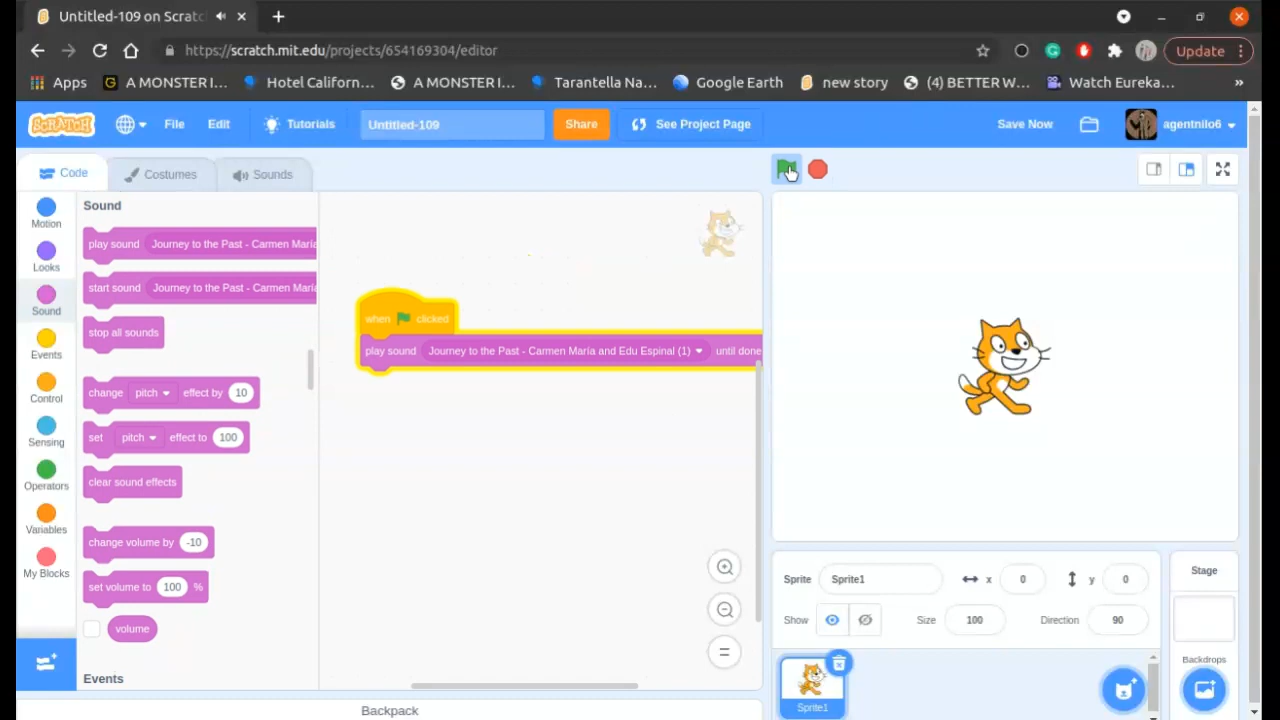 Untitled-109 on Scratc
https://scratch.mit.edu/projects/654169304/editor
Update
Apps
A MONSTER I...
Hotel Californ...
A MONSTER I...
Tarantella Na...
Google Earth
new story
(4) BETTER W...
Watch Eureka...
»
SCRATCH
File
Edit
Tutorials
Untitled-109
Share
See Project Page
Save Now
agentnilo6
Code
Costumes
Sounds
Motion
Looks
Sound
Events
Control
Sensing
Operators
Variables
My Blocks
Sound
play sound Journey to the Past - Carmen María
start sound Journey to the Past - Carmen María
stop all sounds
change pitch effect by 10
set pitch effect to 100
clear sound effects
change volume by -10
set volume to 100 %
volume
Events
when clicked
play sound Journey to the Past - Carmen María and Edu Espinal (1) until done
Backpack
Sprite Sprite1 x 0 y 0
Show Size 100 Direction 90
Sprite1
Stage
Backdrops